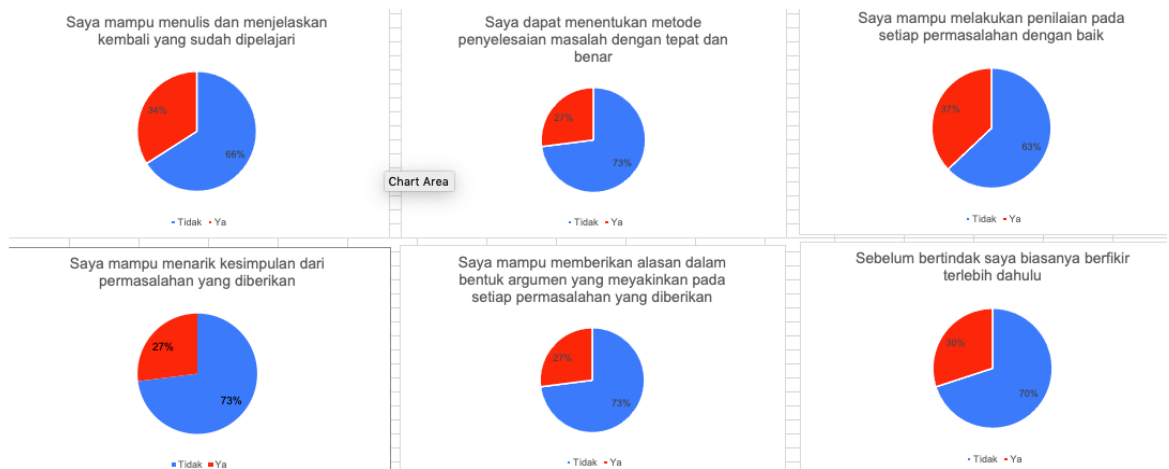 Saya mampu menulis dan menjelaskan
kembali yang sudah dipelajari
34%
66%
Tidak Ya
Saya dapat menentukan metode
penyelesaian masalah dengan tepat dan
benar
27%
73%
Chart Area
Tidak Ya
Saya mampu melakukan penilaian pada
setiap permasalahan dengan baik
37%
63%
Tidak Ya
Saya mampu menarik kesimpulan dari
permasalahan yang diberikan
27%
73%
Tidak Ya
Saya mampu memberikan alasan dalam
bentuk argumen yang meyakinkan pada
setiap permasalahan yang diberikan
27%
73%
Tidak Ya
Sebelum bertindak saya biasanya berfikir
terlebih dahulu
30%
70%
Tidak Ya